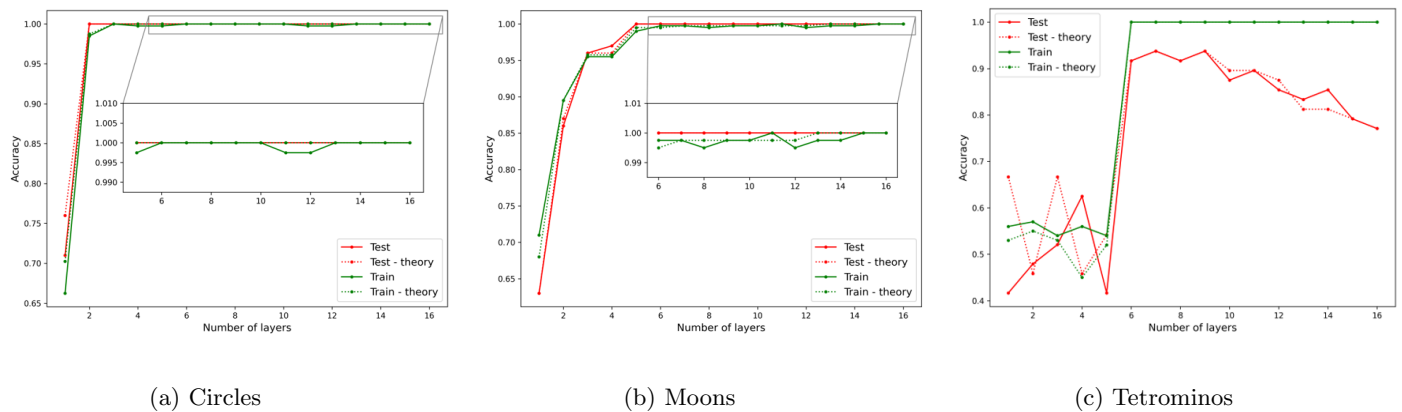 1.00
0.95
0.90
0.85
0.80
0.75
0.70
0.65
Accuracy
1.010
1.005
1.000
0.995
0.990
6 8 10 12 14 16
Test
Test - theory
Train
Train - theory
2 4 6 8 10 12 14 16
Number of layers
(a) Circles
1.00
0.95
0.90
0.85
0.80
0.75
0.70
0.65
Accuracy
1.01
1.00
0.99
6 8 10 12 14 16
Test
Test - theory
Train
Train - theory
2 4 6 8 10 12 14 16
Number of layers
(b) Moons
1.0
0.9
0.8
0.7
0.6
0.5
0.4
Accuracy
Test
Test - theory
Train
Train - theory
2 4 6 8 10 12 14 16
Number of layers
(c) Tetrominos